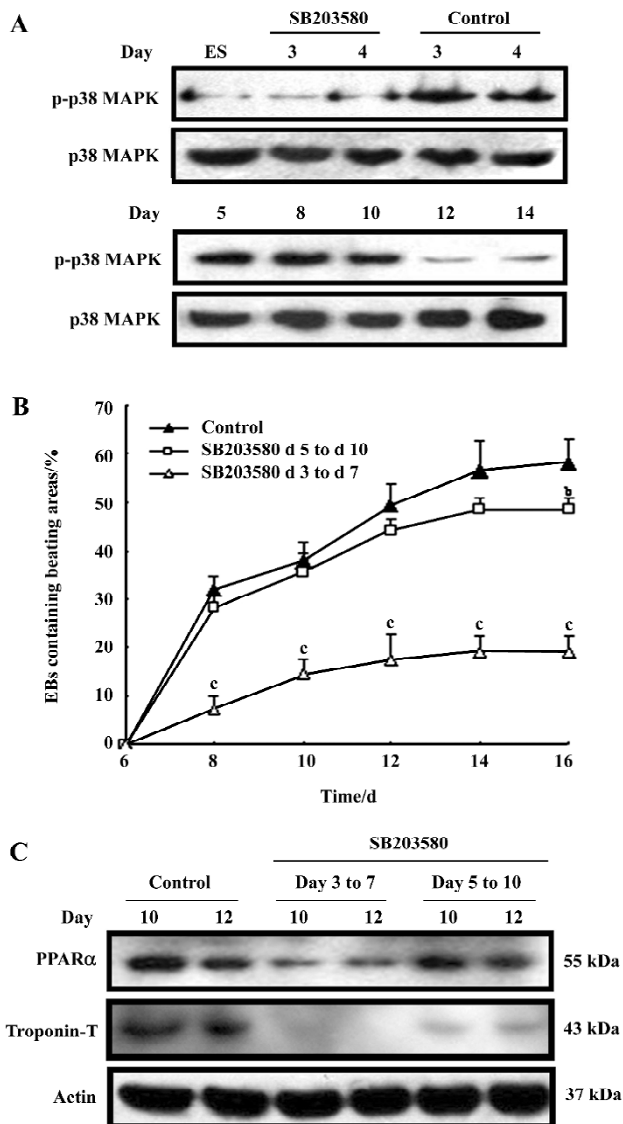 A
SB203580 Control
Day ES 3 4 3 4
p-p38 MAPK
p38 MAPK
Day 5 8 10 12 14
p-p38 MAPK
p38 MAPK
B
70
60
50
40
30
20
10
0
EBs containing beating areas/%
Control
SB203580 d 5 to d 10
SB203580 d 3 to d 7
b
c c c c c
6 8 10 12 14 16
Time/d
C
SB203580
Control Day 3 to 7 Day 5 to 10
Day 10 12 10 12 10 12
PPARα 55 kDa
Troponin-T 43 kDa
Actin 37 kDa